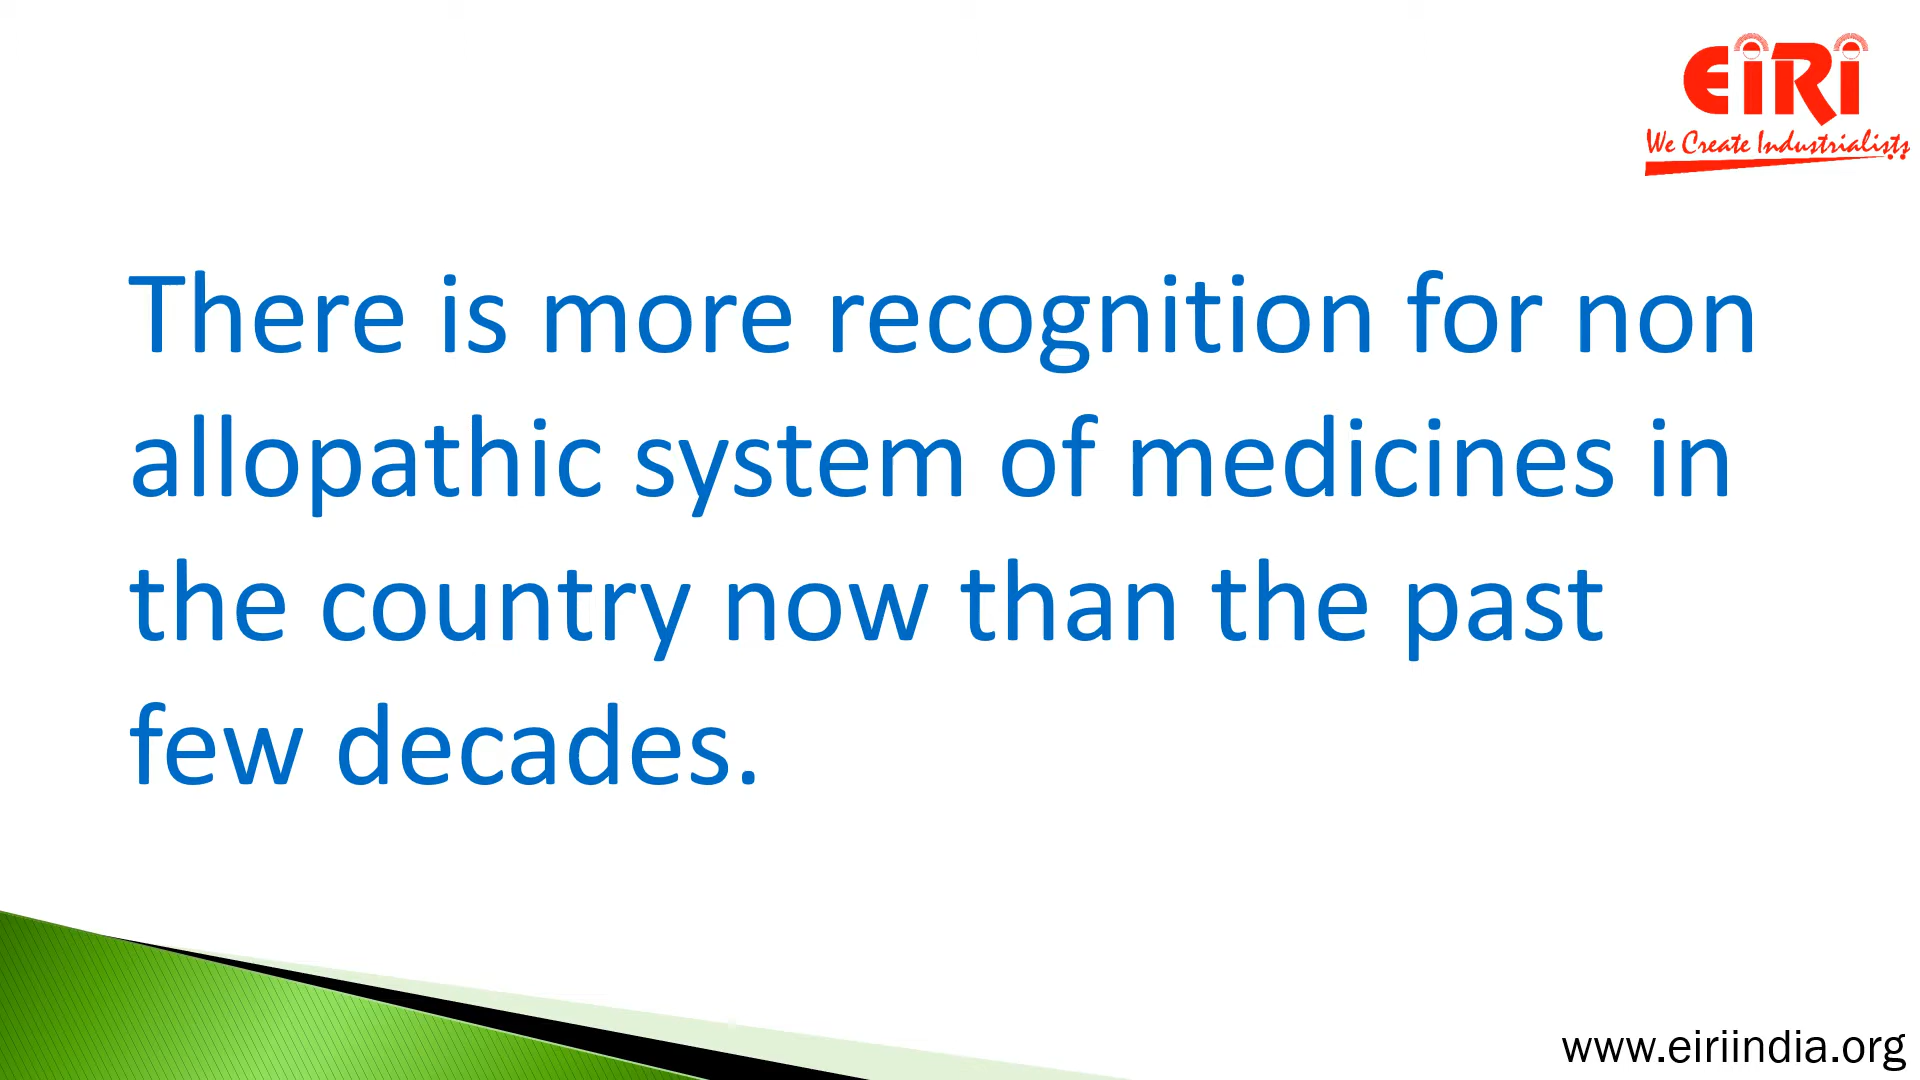 EiRi
We Create Industrialists
There is more recognition for non
allopathic system of medicines in
the country now than the past
few decades.
www.eiriindia.org